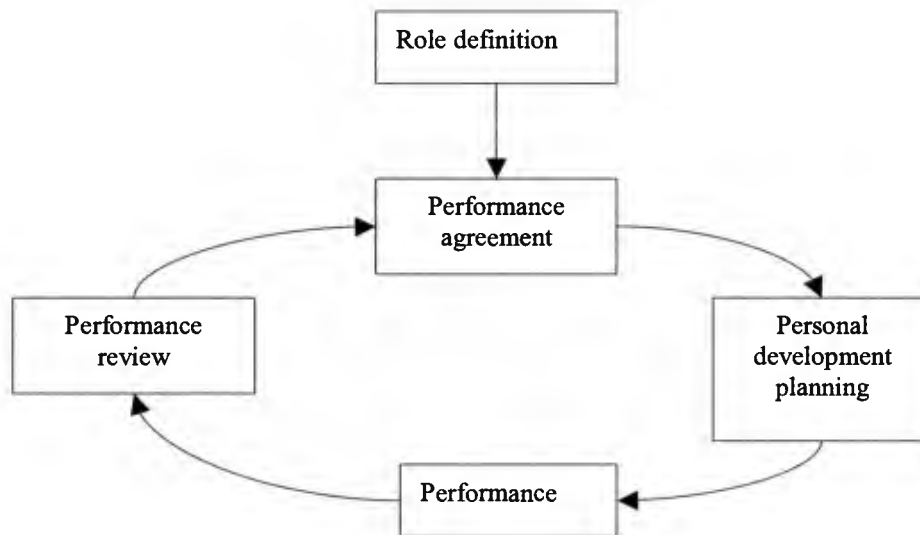 Role definition
Performance
agreement
Personal
development
planning
Performance
Performance
review